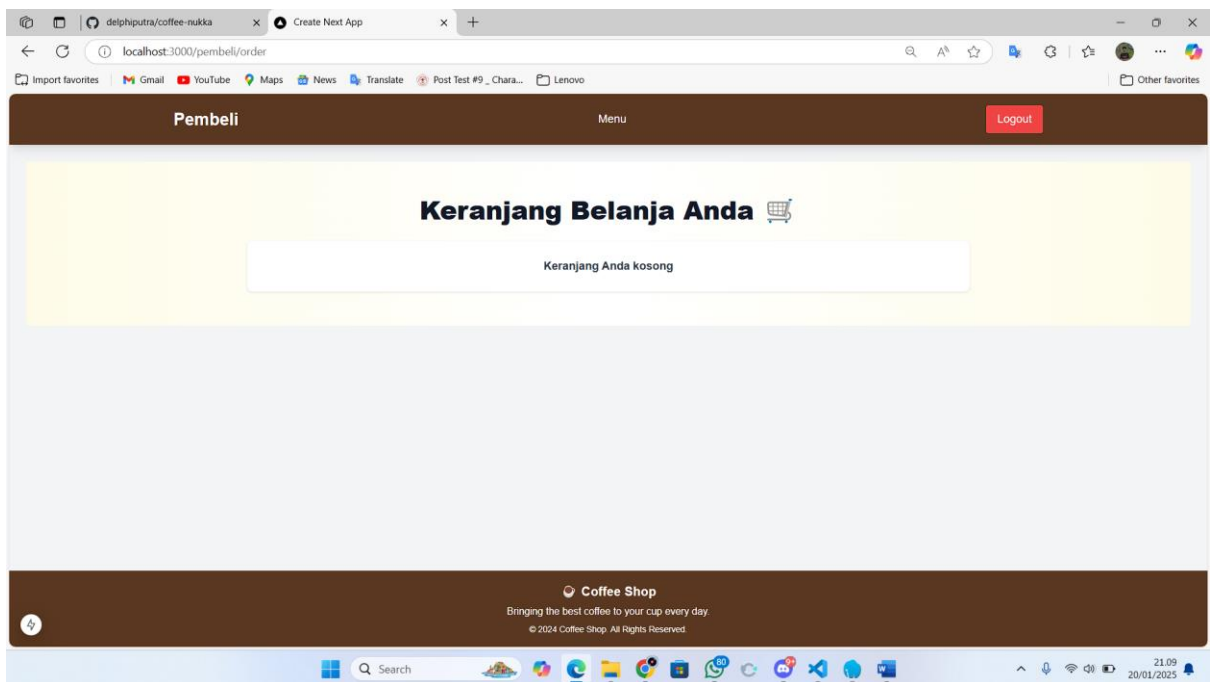 delphiputra/coffee-nukka
Create Next App
localhost:3000/pembeli/order
Import favorites
Gmail
YouTube
Maps
News
Translate
Post Test #9 _ Chara...
Lenovo
Other favorites
Pembeli
Menu
Logout
Keranjang Belanja Anda
Keranjang Anda kosong
Coffee Shop
Bringing the best coffee to your cup every day.
© 2024 Coffee Shop. All Rights Reserved.
Search
80
9+
21.09
20/01/2025